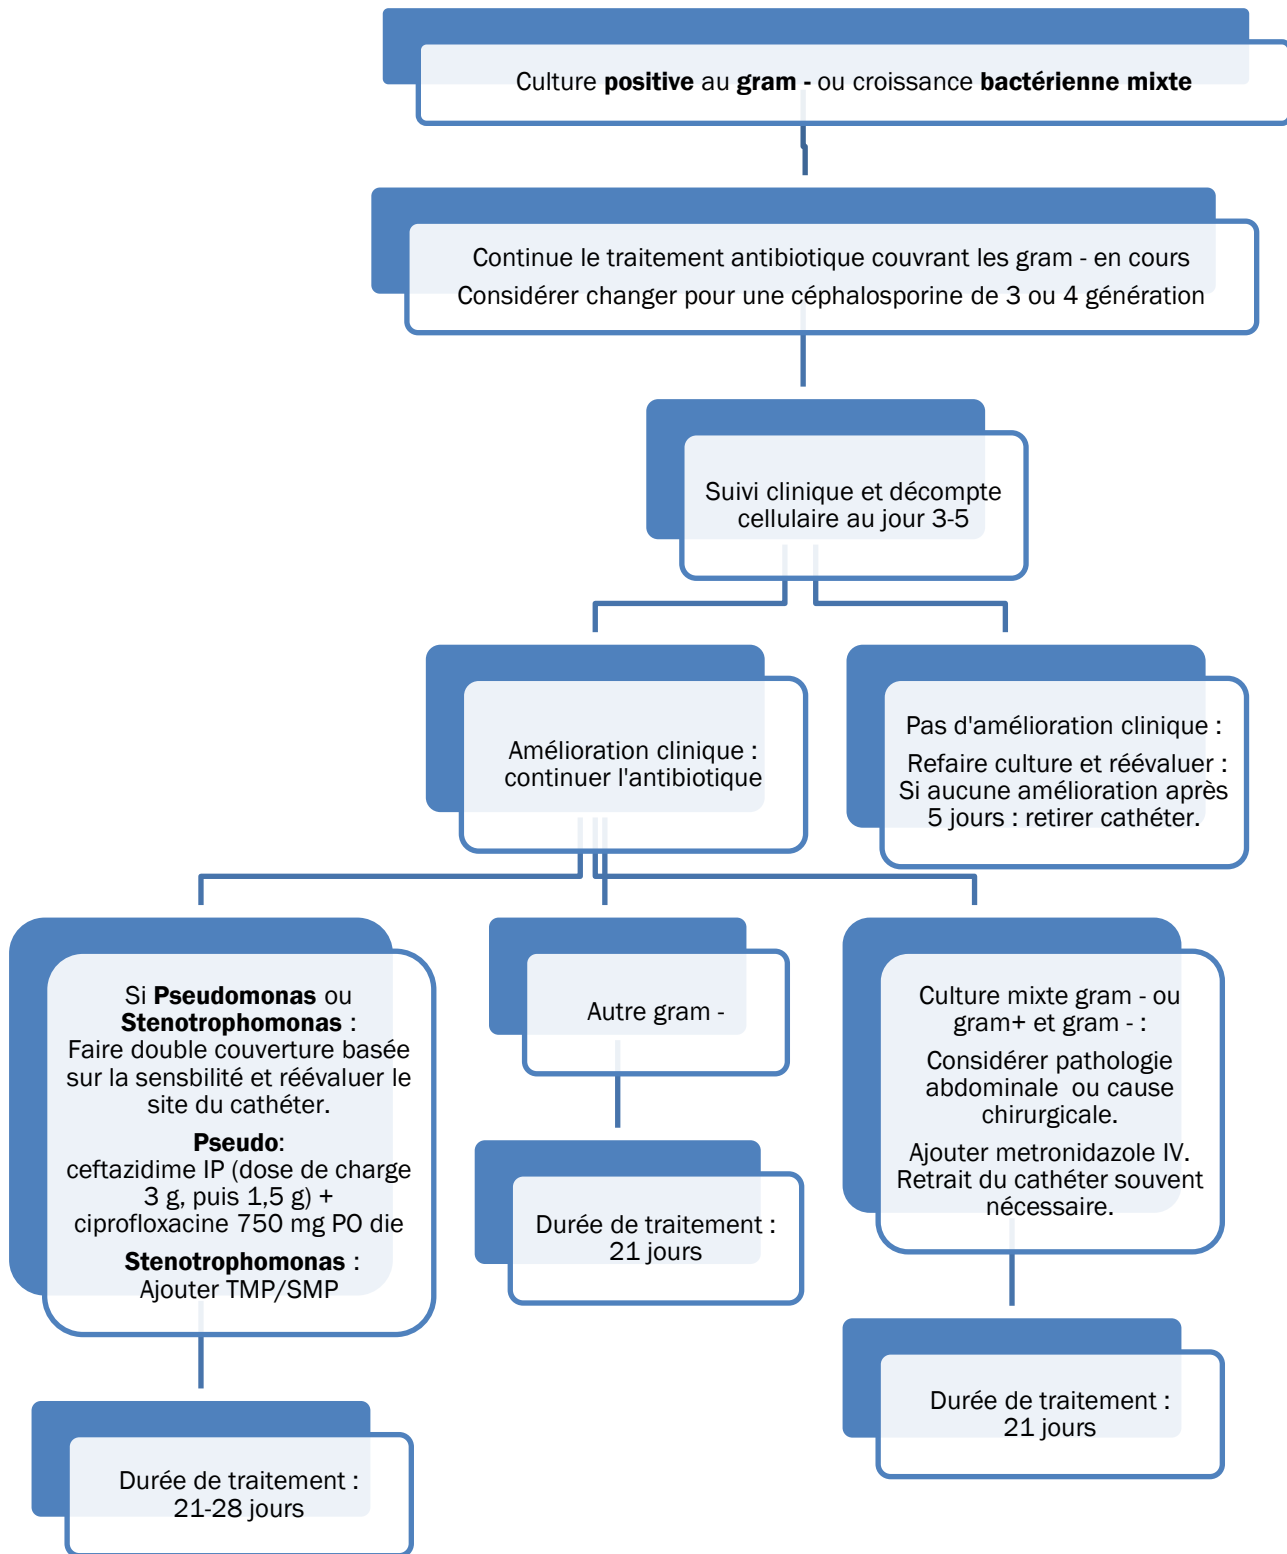 Culture positive au gram - ou croissance bactérienne mixte
Continue le traitement antibiotique couvrant les gram - en cours
Considérer changer pour une céphalosporine de 3 ou 4 génération
Suivi clinique et décompte
cellulaire au jour 3-5
Amélioration clinique :
continuer l'antibiotique
Pas d'amélioration clinique :
Refaire culture et réévaluer :
Si aucune amélioration après
5 jours : retirer cathéter.
Si Pseudomonas ou
Stenotrophomonas :
Faire double couverture basée
sur la sensbilité et réévaluer le
site du cathéter.
Pseudo:
ceftazidime IP (dose de charge
3 g, puis 1,5 g) +
ciprofloxacine 750 mg PO die
Stenotrophomonas :
Ajouter TMP/SMP
Durée de traitement :
21-28 jours
Autre gram -
Durée de traitement :
21 jours
Culture mixte gram - ou
gram+ et gram - :
Considérer pathologie
abdominale ou cause
chirurgicale.
Ajouter metronidazole IV.
Retrait du cathéter souvent
nécessaire.
Durée de traitement :
21 jours